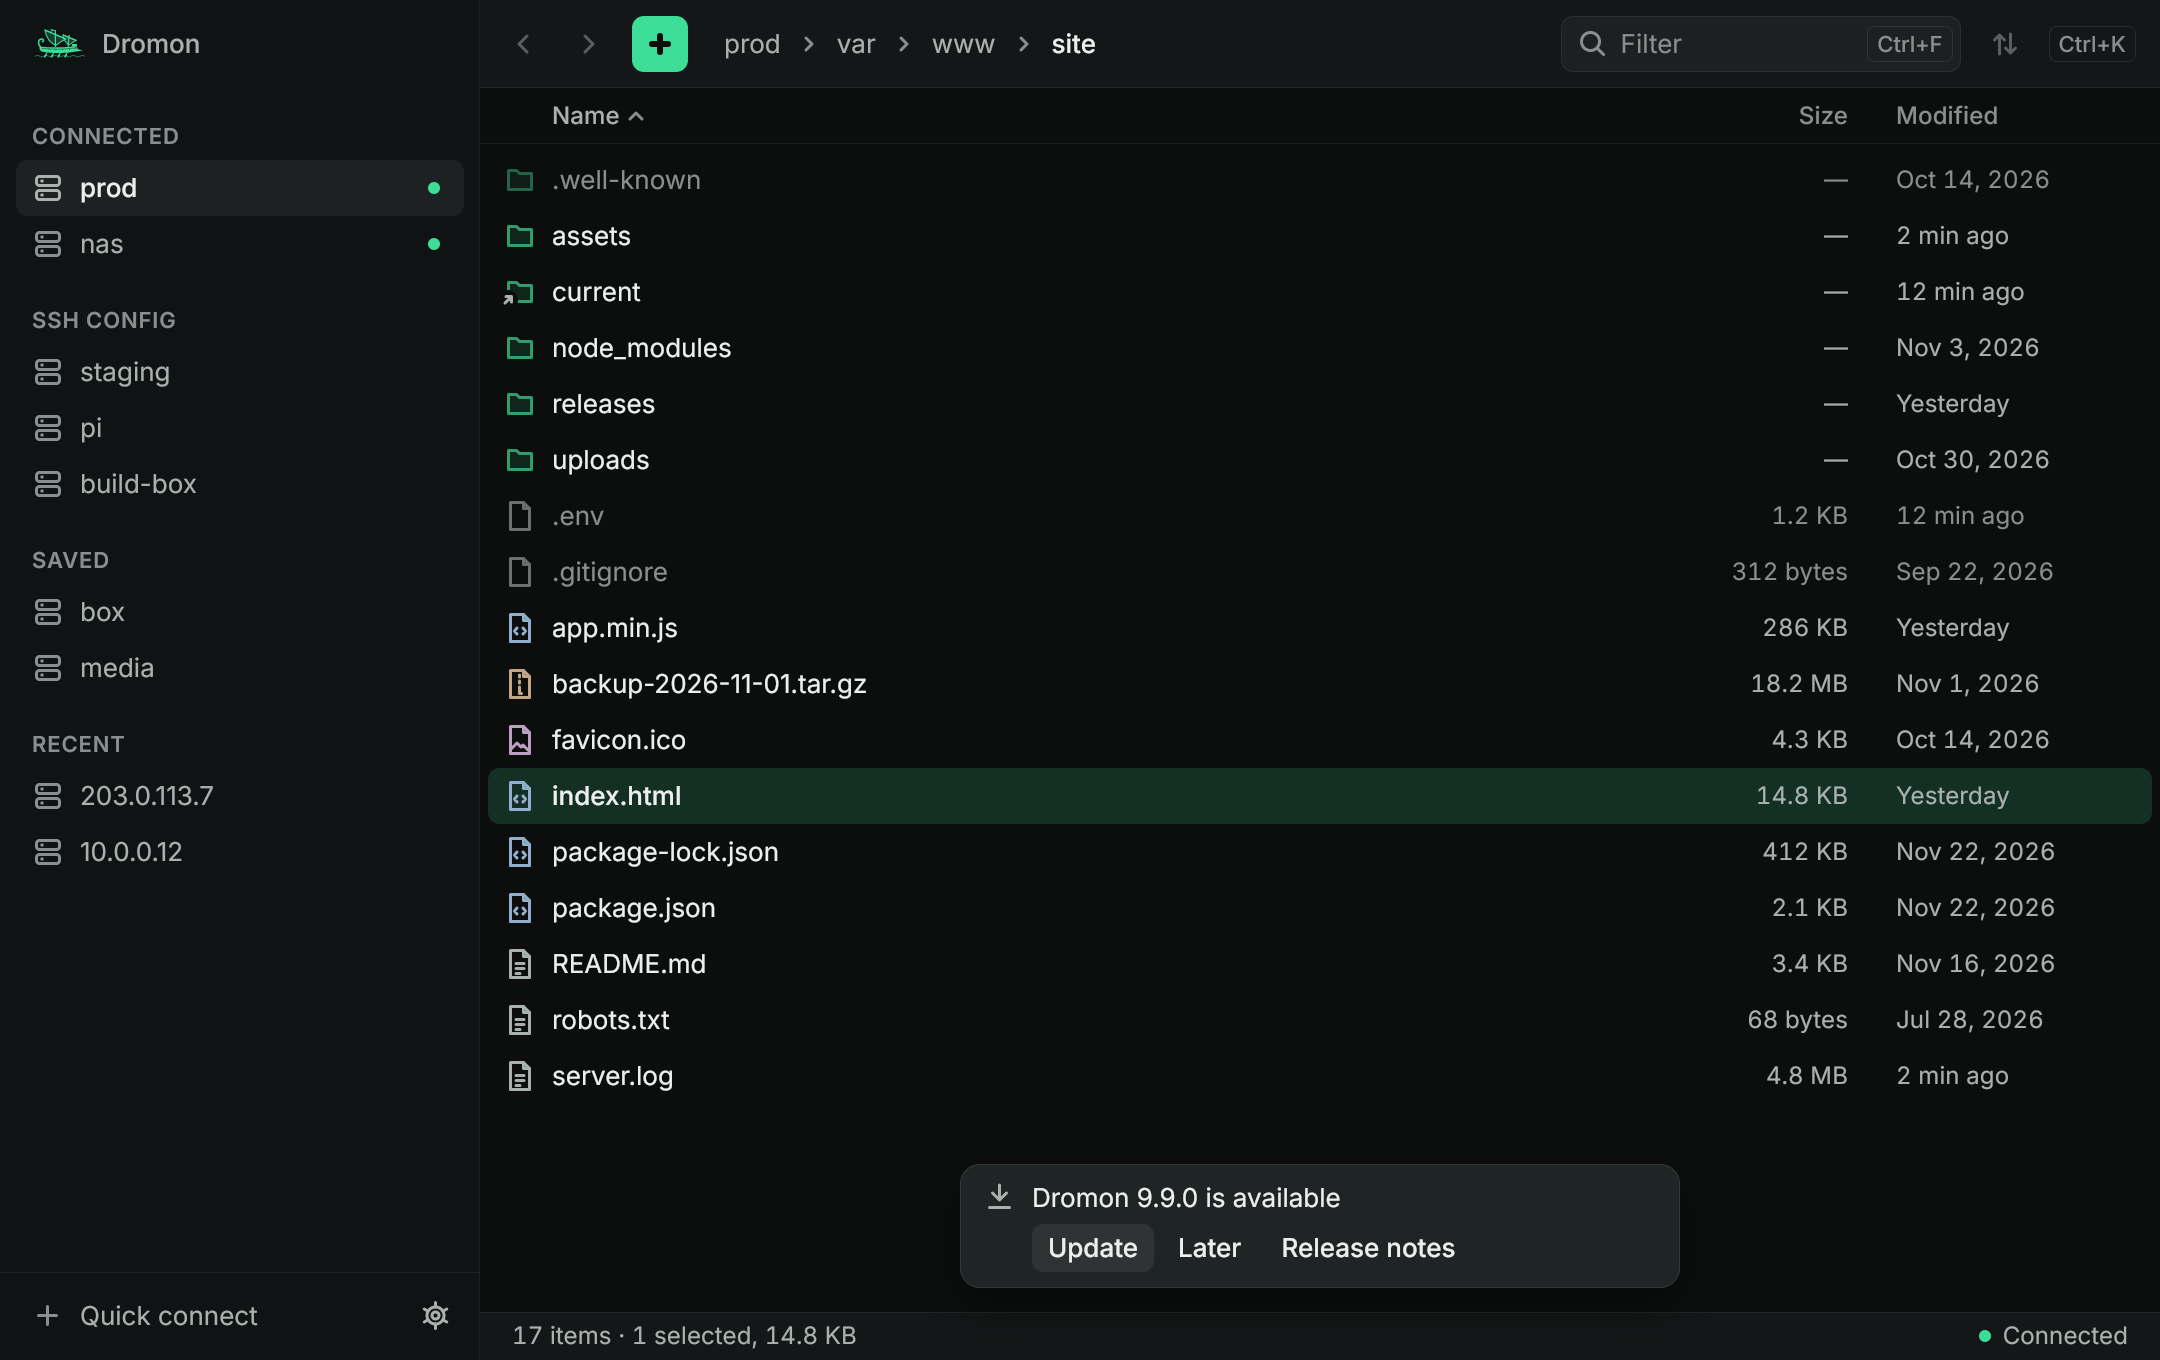 Dromon
CONNECTED
prod
nas
SSH CONFIG
staging
pi
build-box
SAVED
box
media
RECENT
203.0.113.7
10.0.0.12
Quick connect
prod var www site
Filter Ctrl+F Ctrl+K
Name Size Modified
.well-known — Oct 14, 2026
assets — 2 min ago
current — 12 min ago
node_modules — Nov 3, 2026
releases — Yesterday
uploads — Oct 30, 2026
.env 1.2 KB 12 min ago
.gitignore 312 bytes Sep 22, 2026
app.min.js 286 KB Yesterday
backup-2026-11-01.tar.gz 18.2 MB Nov 1, 2026
favicon.ico 4.3 KB Oct 14, 2026
index.html 14.8 KB Yesterday
package-lock.json 412 KB Nov 22, 2026
package.json 2.1 KB Nov 22, 2026
README.md 3.4 KB Nov 16, 2026
robots.txt 68 bytes Jul 28, 2026
server.log 4.8 MB 2 min ago
Dromon 9.9.0 is available
Update Later Release notes
17 items · 1 selected, 14.8 KB Connected